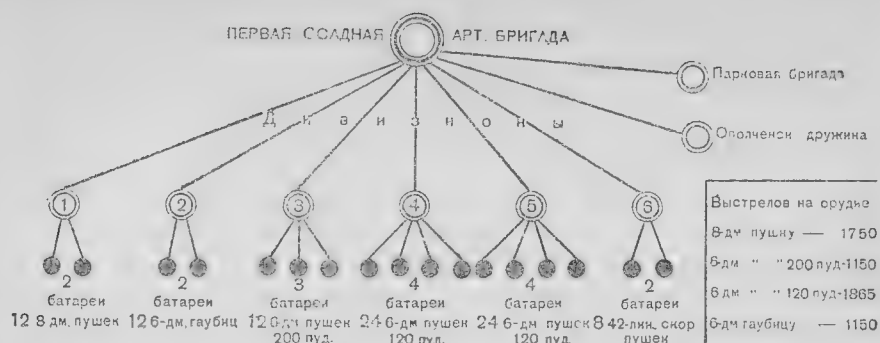 ПЕРВАЯ ОСАДНАЯ АРТ. БРИГАДА
Парковая бригада
Дивизионы
Ополченск дружина
1 2 3 4 5 6
2 2 3 4 4 2
батареи батареи батареи батареи батареи батареи
12 8 дм. пушек 12 6-дм. гаубиц 12 6-дм пушек 24 6-дм. пушек 24 6-дм. пушек 8 42-лин. скор
200 пуд. 120 пуд. 120 пуд. пушек
Выстрелов на орудие
8-дм пушку — 1750
6-дм " " 200 пуд-1150
6 дм " " 120 пуд-1865
6-дм гаубицу — 1150